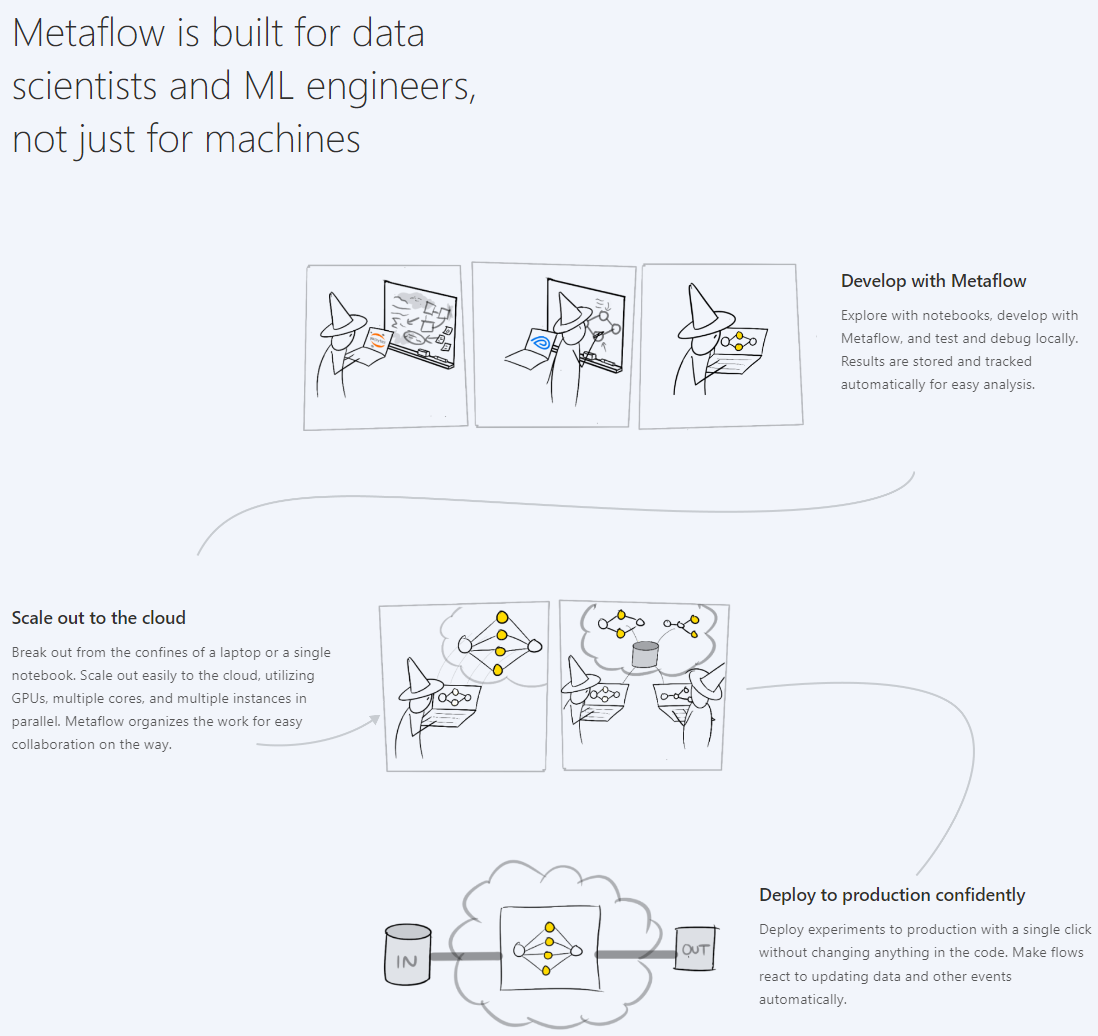 Metaflow is built for data
scientists and ML engineers,
not just for machines
Develop with Metaflow
Explore with notebooks, develop with
Metaflow, and test and debug locally.
Results are stored and tracked
automatically for easy analysis.
Scale out to the cloud
Break out from the confines of a laptop or a single
notebook. Scale out easily to the cloud, utilizing
GPUs, multiple cores, and multiple instances in
parallel. Metaflow organizes the work for easy
collaboration on the way.
IN
OUT
Deploy to production confidently
Deploy experiments to production with a single click
without changing anything in the code. Make flows
react to updating data and other events
automatically.